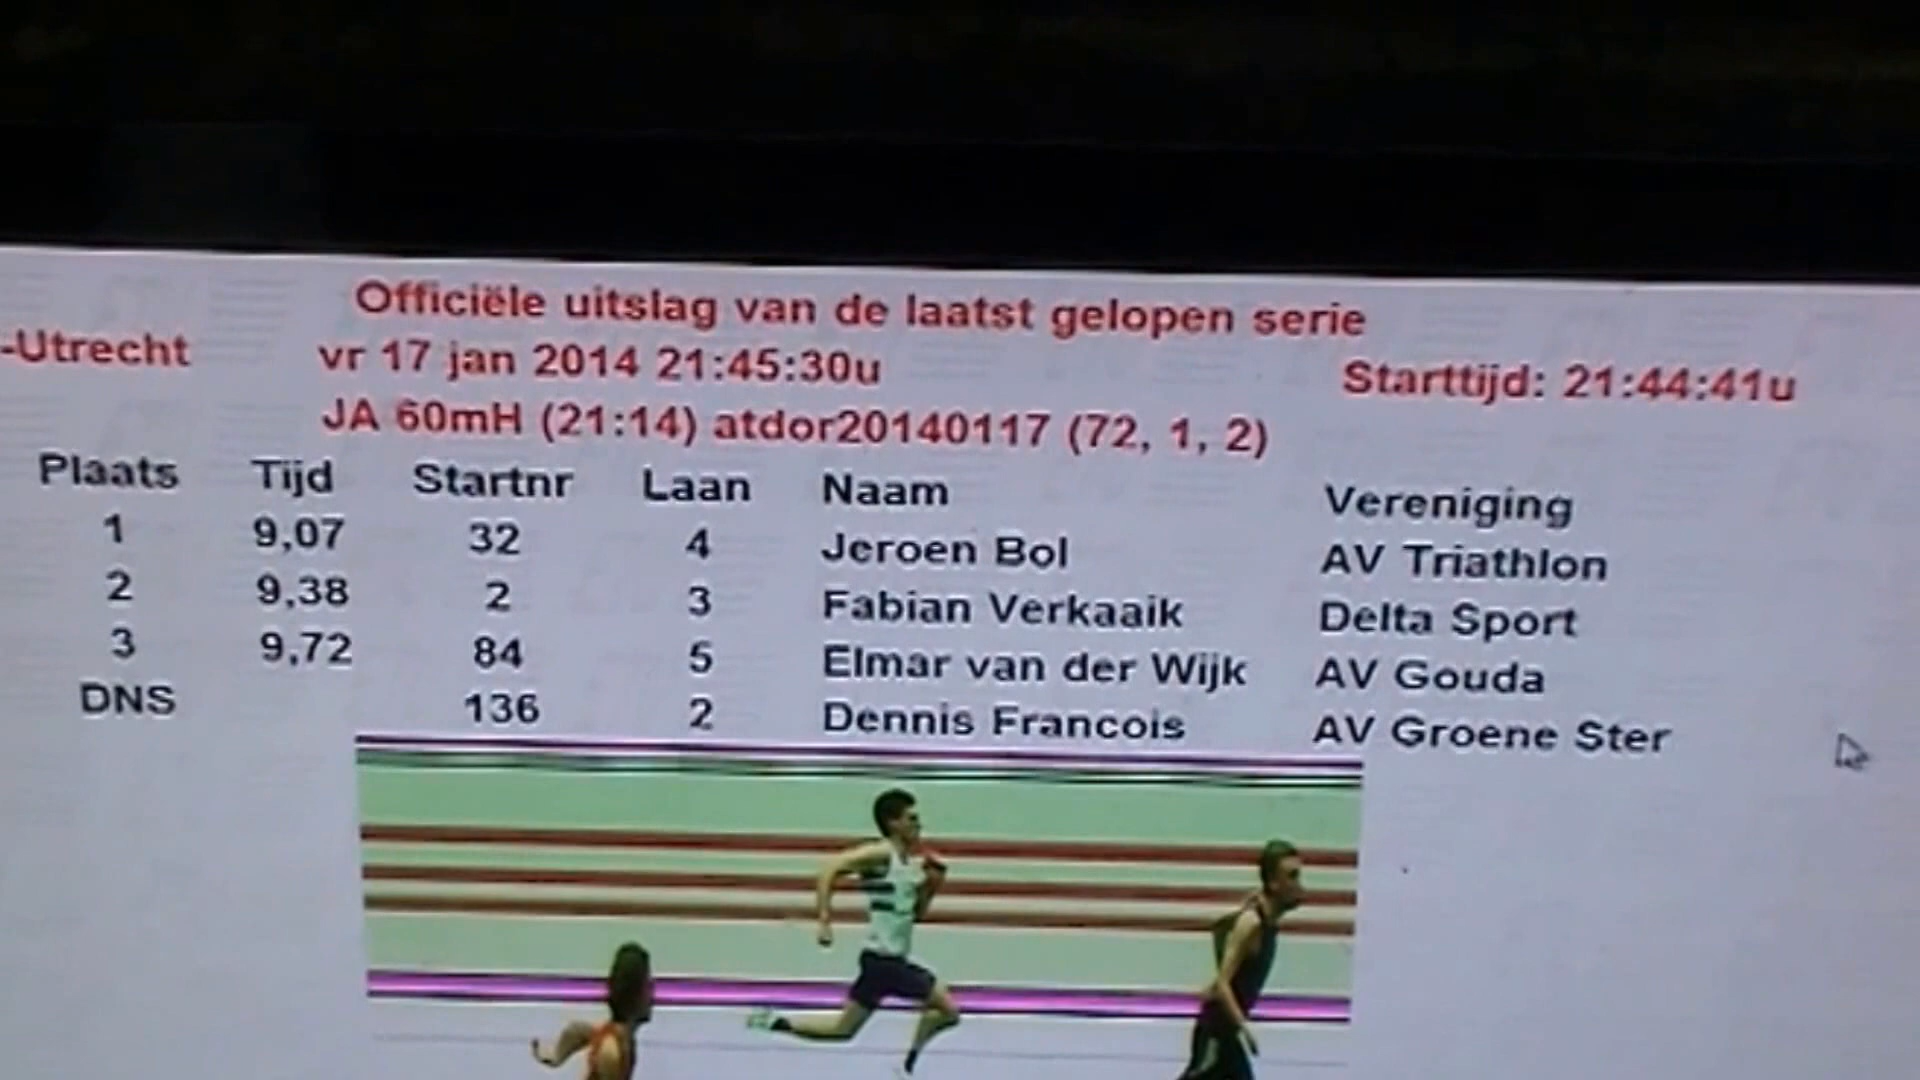 Officiële uitslag van de laatst gelopen serie
-Utrecht vr 17 jan 2014 21:45:30u Starttijd: 21:44:41u
JA 60mH (21:14) atdor20140117 (72, 1, 2)
Plaats Tijd Startnr Laan Naam Vereniging
1 9,07 32 4 Jeroen Bol AV Triathlon
2 9,38 2 3 Fabian Verkaaik Delta Sport
3 9,72 84 5 Elmar van der Wijk AV Gouda
DNS 136 2 Dennis Francois AV Groene Ster